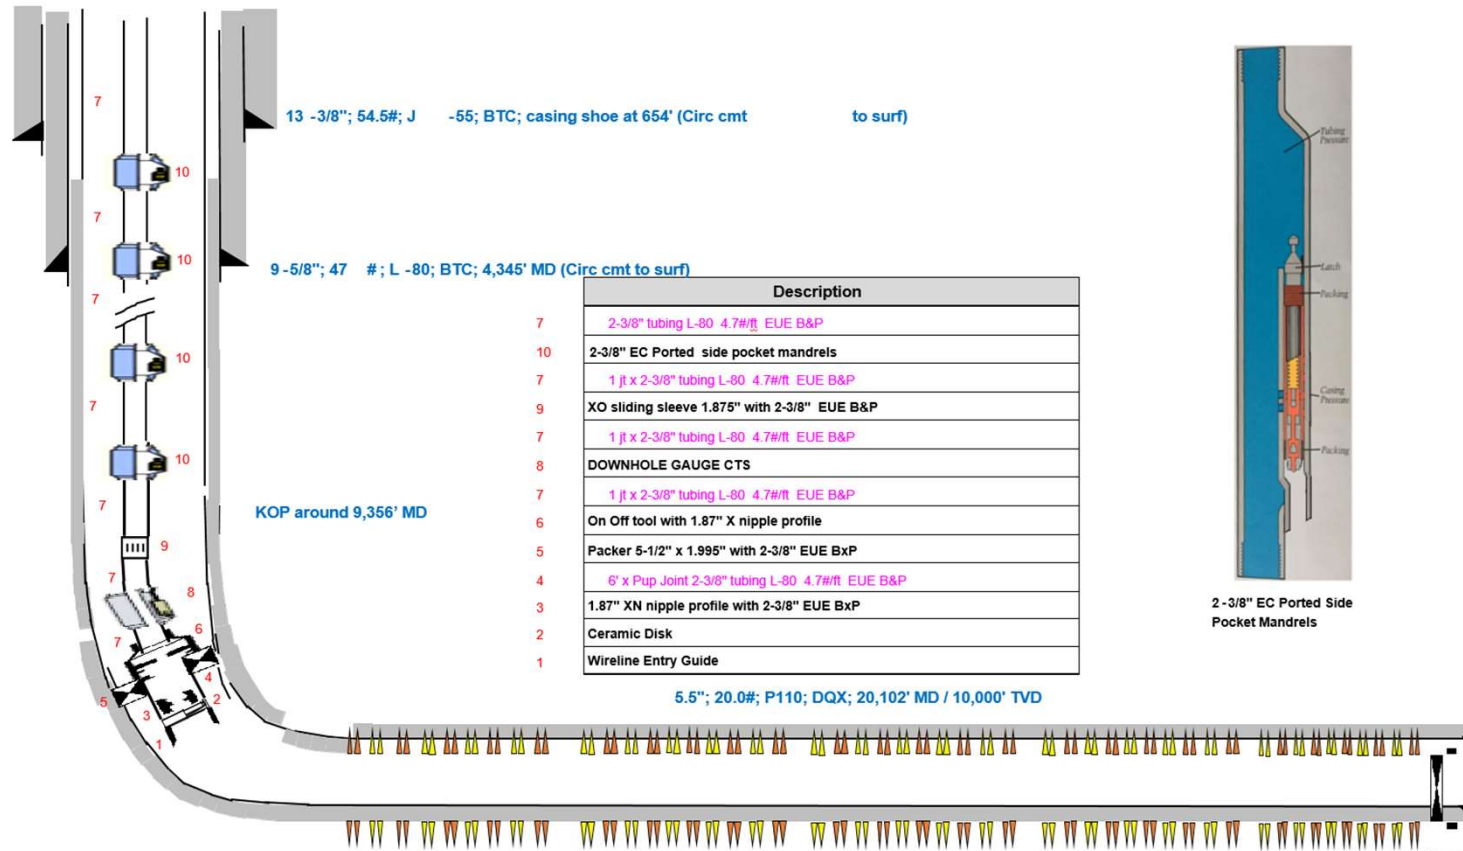 7
13 -3/8"; 54.5#; J -55; BTC; casing shoe at 654' (Circ cmt to surf)
10
7
10
9 -5/8"; 47 #; L -80; BTC; 4,345' MD (Circ cmt to surf)
7
10
7
10
7
KOP around 9,356' MD
9
7
8
6
7
4
5
2
3
1
Description
7 2-3/8" tubing L-80 4.7#/ft EUE B&P
10 2-3/8" EC Ported side pocket mandrels
7 1 jt x 2-3/8" tubing L-80 4.7#/ft EUE B&P
9 XO sliding sleeve 1.875" with 2-3/8" EUE B&P
7 1 jt x 2-3/8" tubing L-80 4.7#/ft EUE B&P
8 DOWNHOLE GAUGE CTS
7 1 jt x 2-3/8" tubing L-80 4.7#/ft EUE B&P
6 On Off tool with 1.87" X nipple profile
5 Packer 5-1/2" x 1.995" with 2-3/8" EUE BxP
4 6' x Pup Joint 2-3/8" tubing L-80 4.7#/ft EUE B&P
3 1.87" XN nipple profile with 2-3/8" EUE BxP
2 Ceramic Disk
1 Wireline Entry Guide
5.5"; 20.0#; P110; DQX; 20,102' MD / 10,000' TVD
Tubing
Pressure
Latch
Packing
Casing
Pressure
Packing
2 -3/8" EC Ported Side
Pocket Mandrels